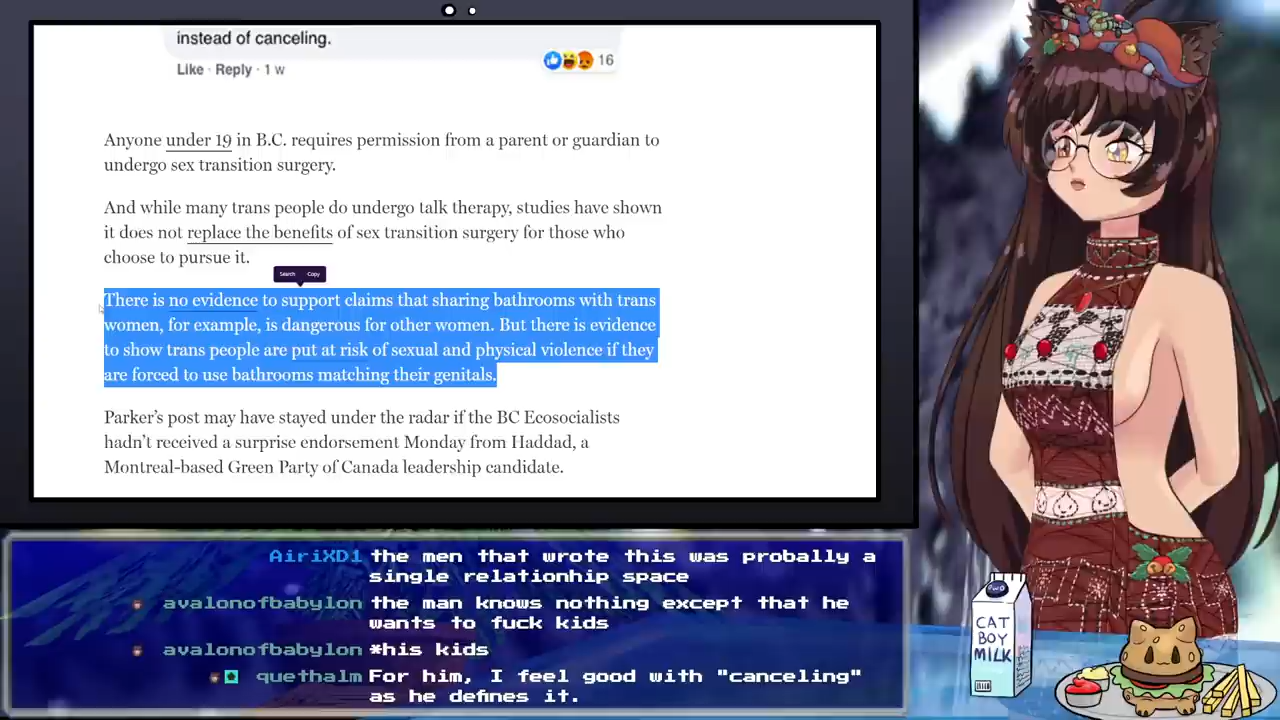 instead of canceling.
Like · Reply · 1 w
16
Anyone under 19 in B.C. requires permission from a parent or guardian to
undergo sex transition surgery.
And while many trans people do undergo talk therapy, studies have shown
it does not replace the benefits of sex transition surgery for those who
choose to pursue it.
Search Copy
There is no evidence to support claims that sharing bathrooms with trans
women, for example, is dangerous for other women. But there is evidence
to show trans people are put at risk of sexual and physical violence if they
are forced to use bathrooms matching their genitals.
Parker's post may have stayed under the radar if the BC Ecosocialists
hadn't received a surprise endorsement Monday from Haddad, a
Montreal-based Green Party of Canada leadership candidate.
AiriXD1 the men that wrote this was probally a
single relationhip space
avalonofbabylon the man knows nothing except that he
wants to fuck kids
avalonofbabylon *his kids
quethalm For him, I feel good with "canceling"
as he defines it.
CAT
BOY
MILK